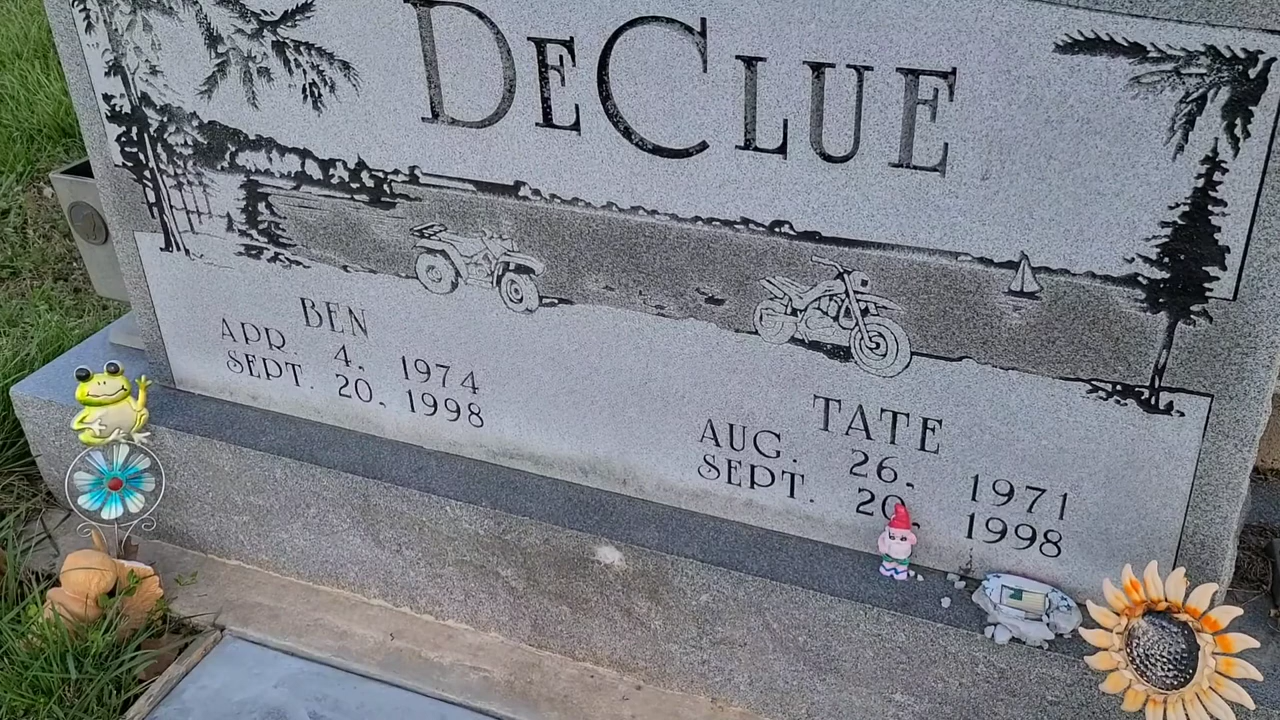 DECLUE
BEN
APR. 4. 1974
SEPT. 20. 1998
TATE
AUG. 26. 1971
SEPT. 20. 1998